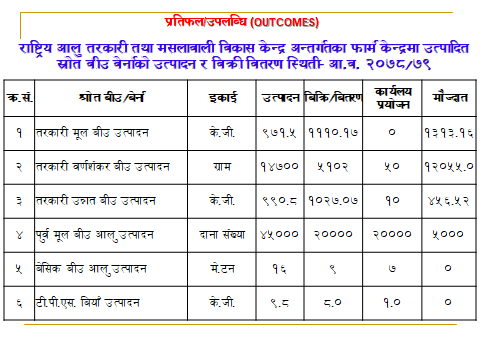 प्रतिफल/उपलब्धि (OUTCOMES)
राष्ट्रिय आलु तरकारी तथा मसलाबाली विकास केन्द्र अन्तर्गतका फार्म केन्द्रमा उत्पादित
स्रोत बीउ बेर्नाको उत्पादन र बिक्री बितरण स्थिती- आ.ब. २०७८/७९
क्र.सं. श्रोत बीउ/बेर्ना इकाई उत्पादन बिक्रि/बितरण कार्यलय प्रयोजन मौज्दात
१ तरकारी मूल बीउ उत्पादन के.जी. ९७१.५ १११०.१७ ० १३१३.१६
२ तरकारी वर्णशंकर बीउ उत्पादन ग्राम १४७०० ५१०२ ५० १२०५५.०
३ तरकारी उन्नत बीउ उत्पादन के.जी. ९९०.८ १०२७.०७ १० ४५६.५२
४ पुर्व मूल बीउ आलु उत्पादन दाना संख्या ४५००० २०००० २०००० ५०००
५ बेसिक बीउ आलु उत्पादन मे.टन १६ ९ ७ ०
६ टी.पी.एस. बियाँ उत्पादन के.जी. ९.८ ८.० १.० ०